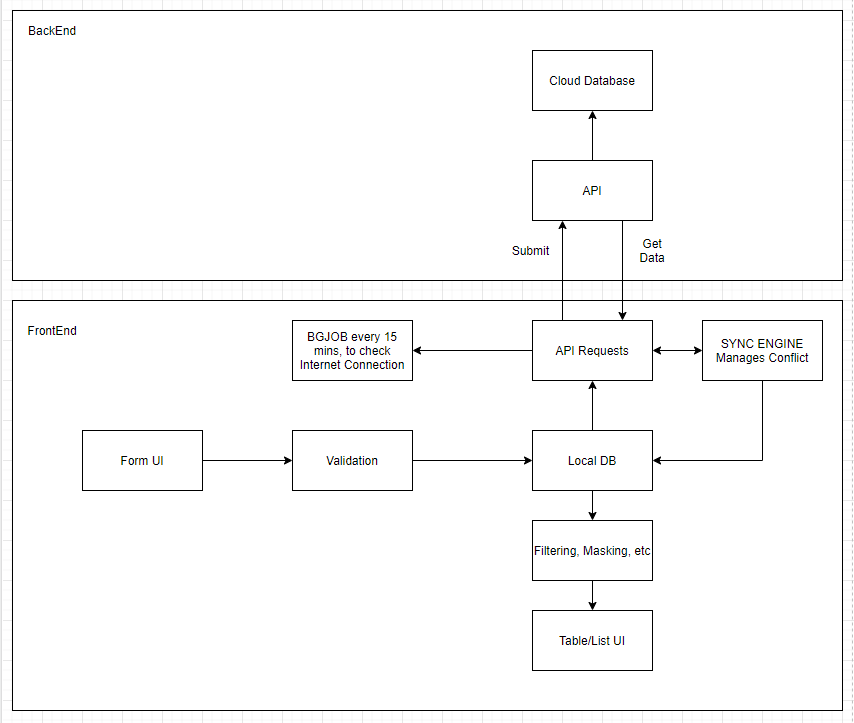 BackEnd
Cloud Database
API
Submit
Get
Data
FrontEnd
BGJOB every 15
mins, to check
Internet Connection
API Requests
SYNC ENGINE
Manages Conflict
Form UI
Validation
Local DB
Filtering, Masking, etc
Table/List UI